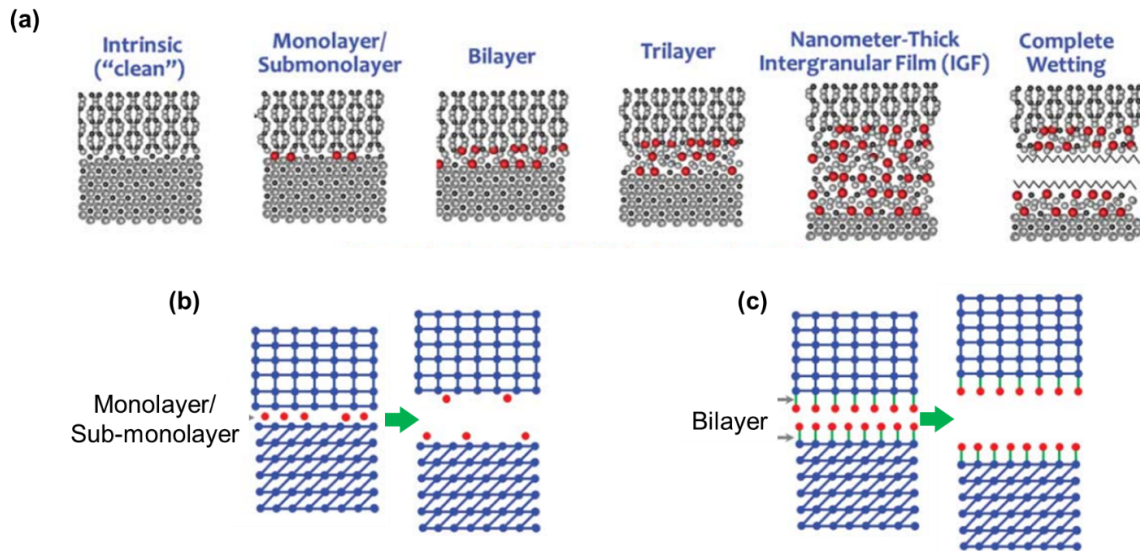 (a)
Intrinsic
("clean")
Monolayer/
Submonolayer
Bilayer
Trilayer
Nanometer-Thick
Intergranular Film (IGF)
Complete
Wetting
(b)
Monolayer/
Sub-monolayer
(c)
Bilayer